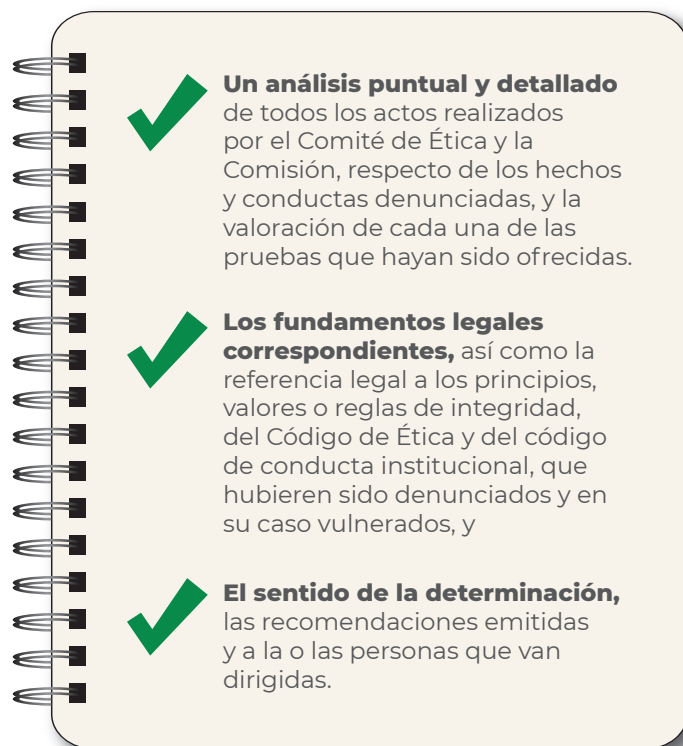 Un análisis puntual y detallado
de todos los actos realizados
por el Comité de Ética y la
Comisión, respecto de los hechos
y conductas denunciadas, y la
valoración de cada una de las
pruebas que hayan sido ofrecidas.
Los fundamentos legales
correspondientes, así como la
referencia legal a los principios,
valores o reglas de integridad,
del Código de Ética y del código
de conducta institucional, que
hubieren sido denunciados y en
su caso vulnerados, y
El sentido de la determinación,
las recomendaciones emitidas
y a la o las personas que van
dirigidas.